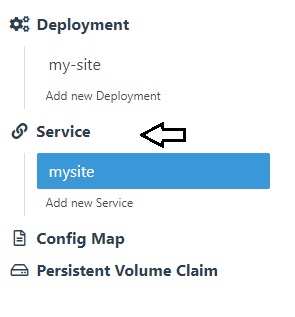 Deployment
my-site
Add new Deployment
Service
mysite
Add new Service
Config Map
Persistent Volume Claim